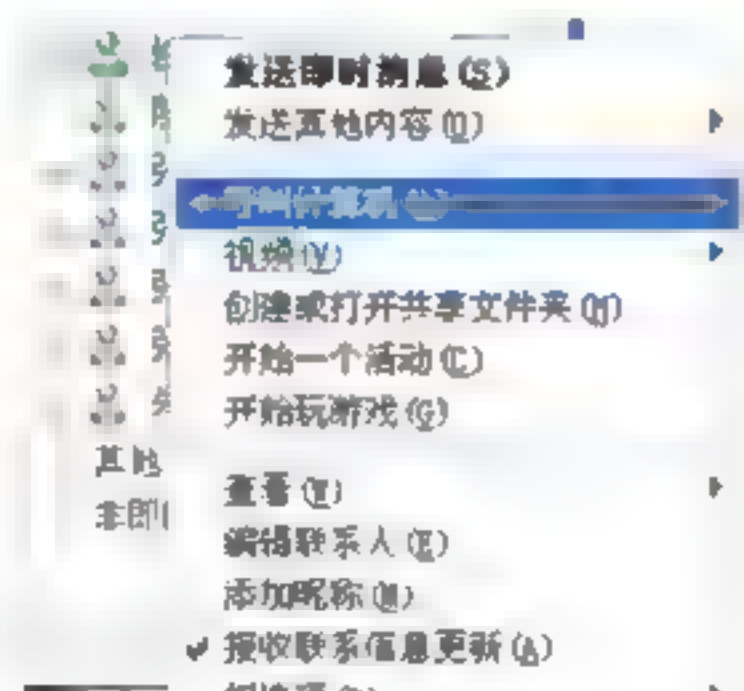 发送即时消息(S)
发送其他内容(O)
视频(V)
创建或打开共享文件夹(N)
开始一个活动(C)
开始玩游戏(G)
其他
查看(V)
非即
编辑联系人(E)
添加昵称(N)
接收联系信息更新(A)